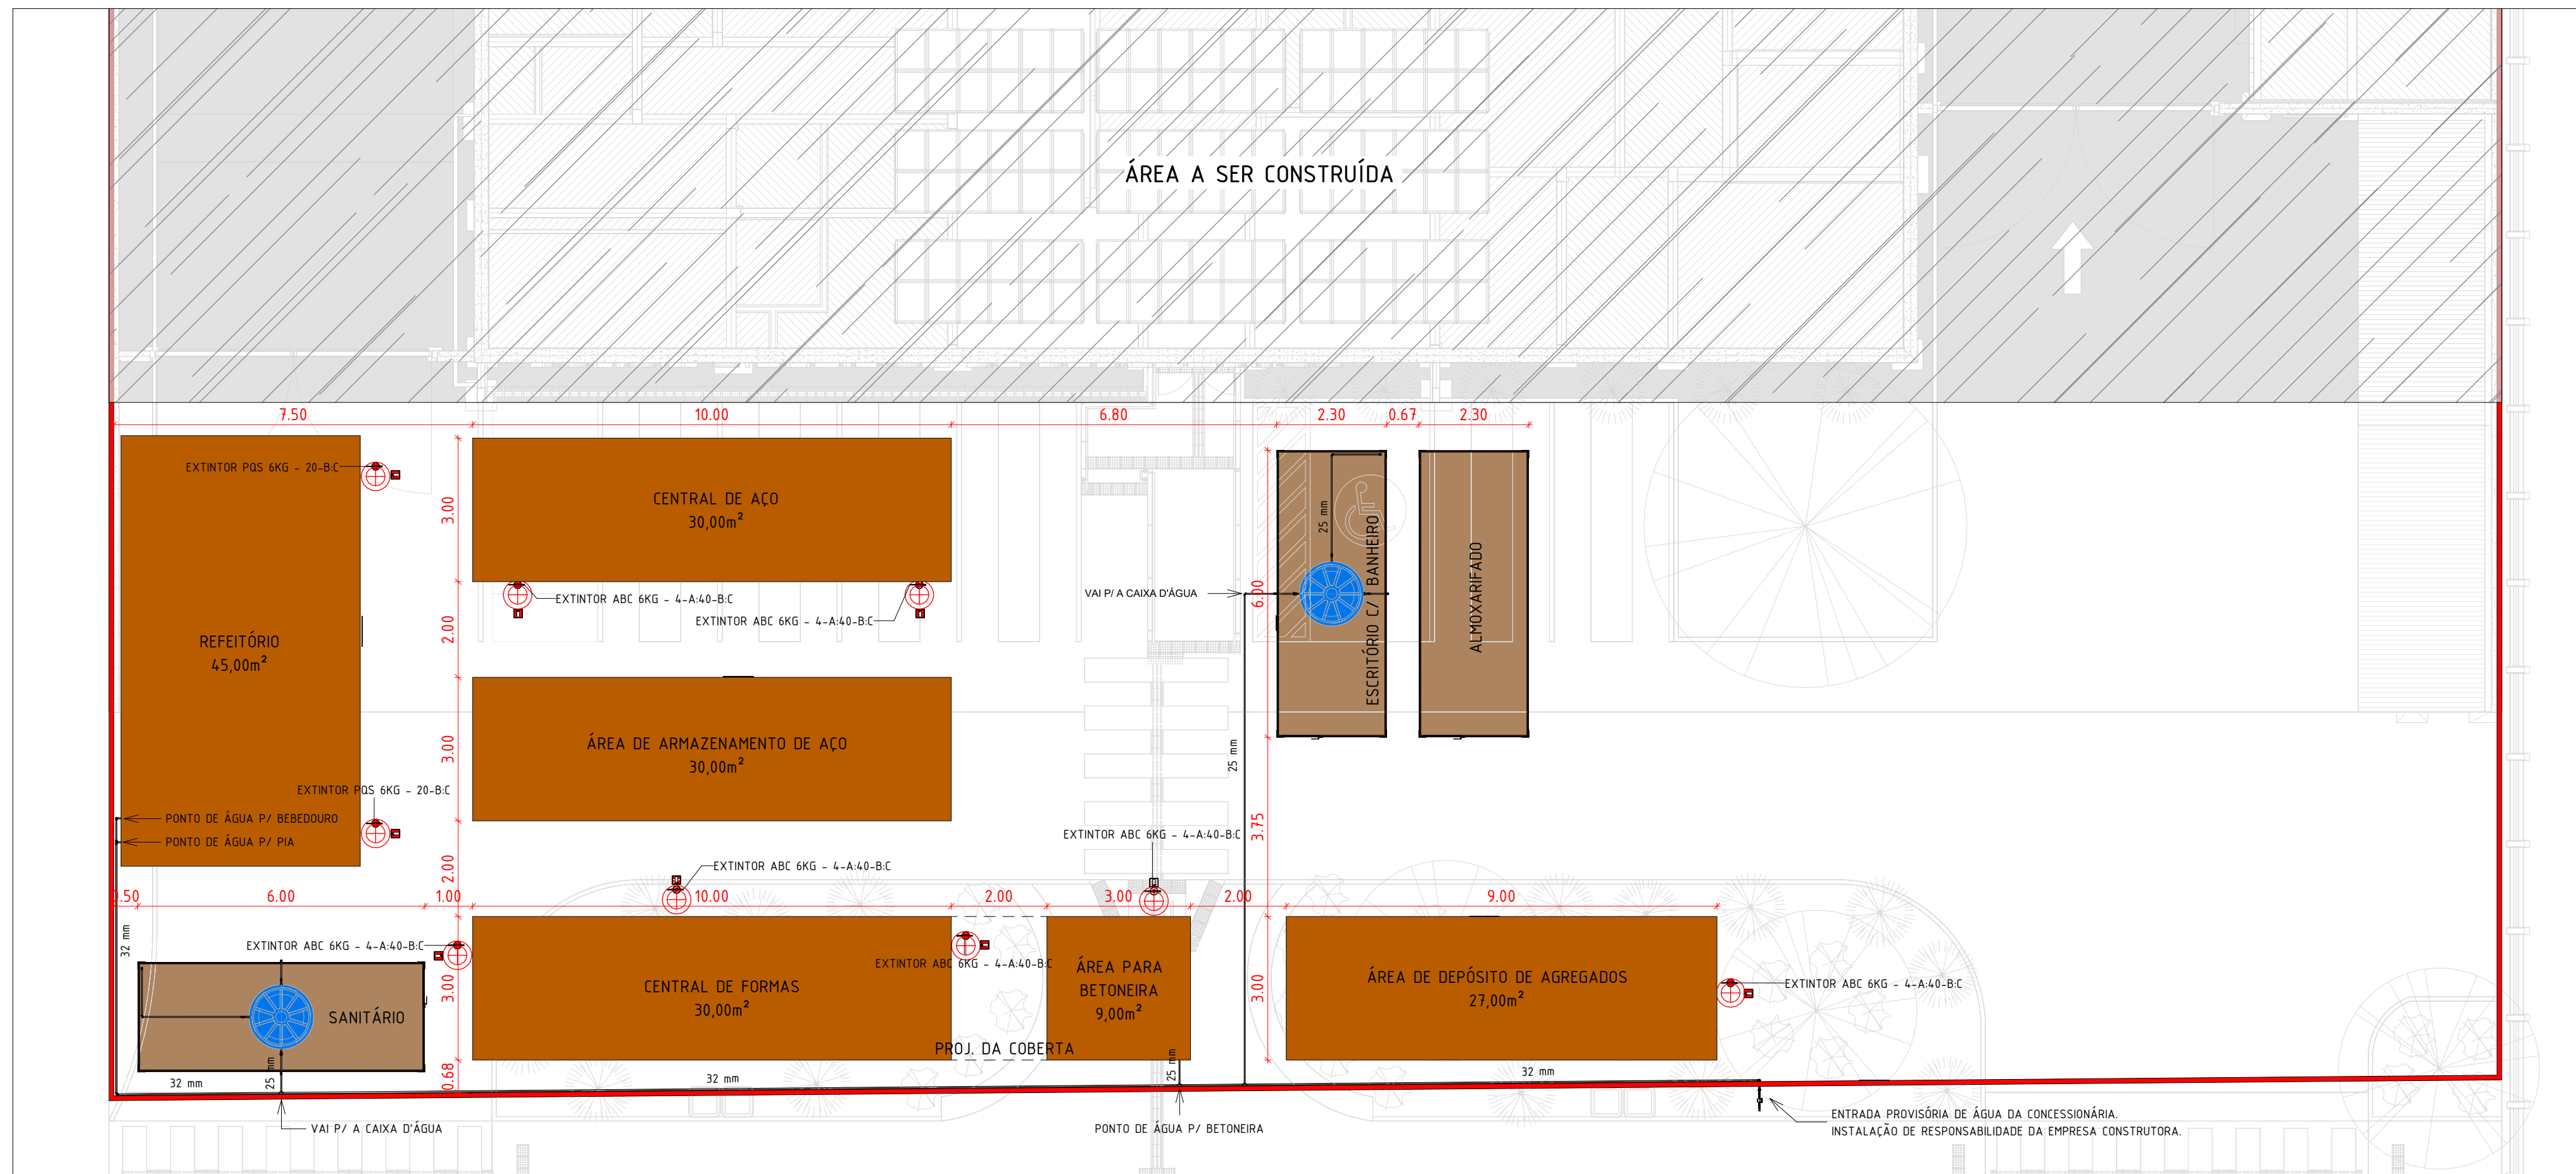 ÁREA A SER CONSTRUÍDA
7.50
10.00
6.80
2.30
0.67
2.30
EXTINTOR PQS 6KG - 20-B:C
3.00
CENTRAL DE AÇO
30,00m²
25 mm
ESCRITÓRIO C/ BANHEIRO
ALMOXARIFADO
EXTINTOR ABC 6KG - 4-A:40-B:C
EXTINTOR ABC 6KG - 4-A:40-B:C
VAI P/ A CAIXA D'ÁGUA
6.00
2.00
REFEITÓRIO
45,00m²
3.00
ÁREA DE ARMAZENAMENTO DE AÇO
30,00m²
25 mm
EXTINTOR PQS 6KG - 20-B:C
PONTO DE ÁGUA P/ BEBEDOURO
PONTO DE ÁGUA P/ PIA
3.75
EXTINTOR ABC 6KG - 4-A:40-B:C
EXTINTOR ABC 6KG - 4-A:40-B:C
2.00
6.00
1.00
10.00
2.00
3.00
2.00
9.00
32 mm
EXTINTOR ABC 6KG - 4-A:40-B:C
EXTINTOR ABC 6KG - 4-A:40-B:C
3.00
CENTRAL DE FORMAS
30,00m²
ÁREA PARA
BETONEIRA
9,00m²
3.00
ÁREA DE DEPÓSITO DE AGREGADOS
27,00m²
EXTINTOR ABC 6KG - 4-A:40-B:C
SANITÁRIO
PROJ. DA COBERTA
32 mm
25 mm
0.68
32 mm
25 mm
32 mm
VAI P/ A CAIXA D'ÁGUA
PONTO DE ÁGUA P/ BETONEIRA
ENTRADA PROVISÓRIA DE ÁGUA DA CONCESSIONÁRIA.
INSTALAÇÃO DE RESPONSABILIDADE DA EMPRESA CONSTRUTORA.